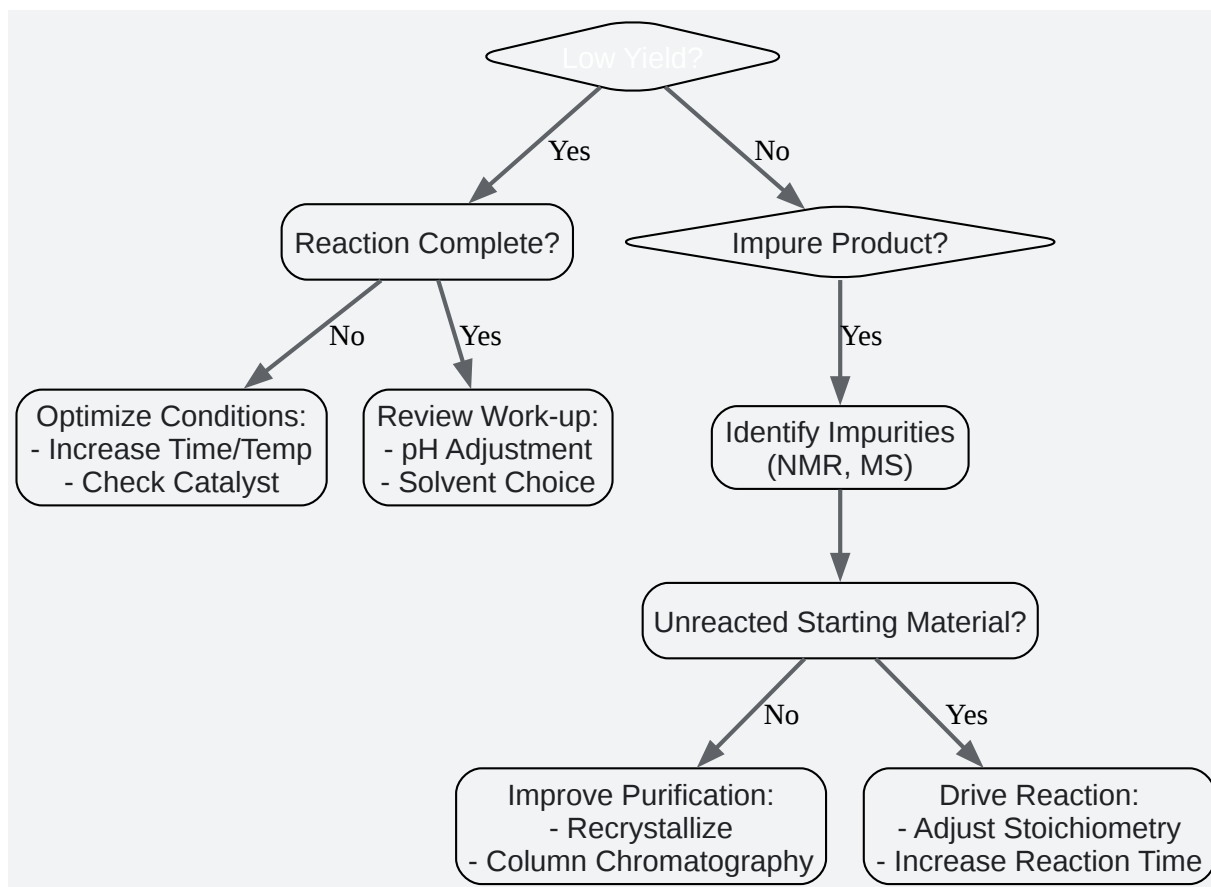 Low Yield?
Yes
No
Reaction Complete?
Impure Product?
No
Yes
Yes
Optimize Conditions:
- Increase Time/Temp
- Check Catalyst
Review Work-up:
- pH Adjustment
- Solvent Choice
Identify Impurities
(NMR, MS)
Unreacted Starting Material?
No
Yes
Improve Purification:
- Recrystallize
- Column Chromatography
Drive Reaction:
- Adjust Stoichiometry
- Increase Reaction Time